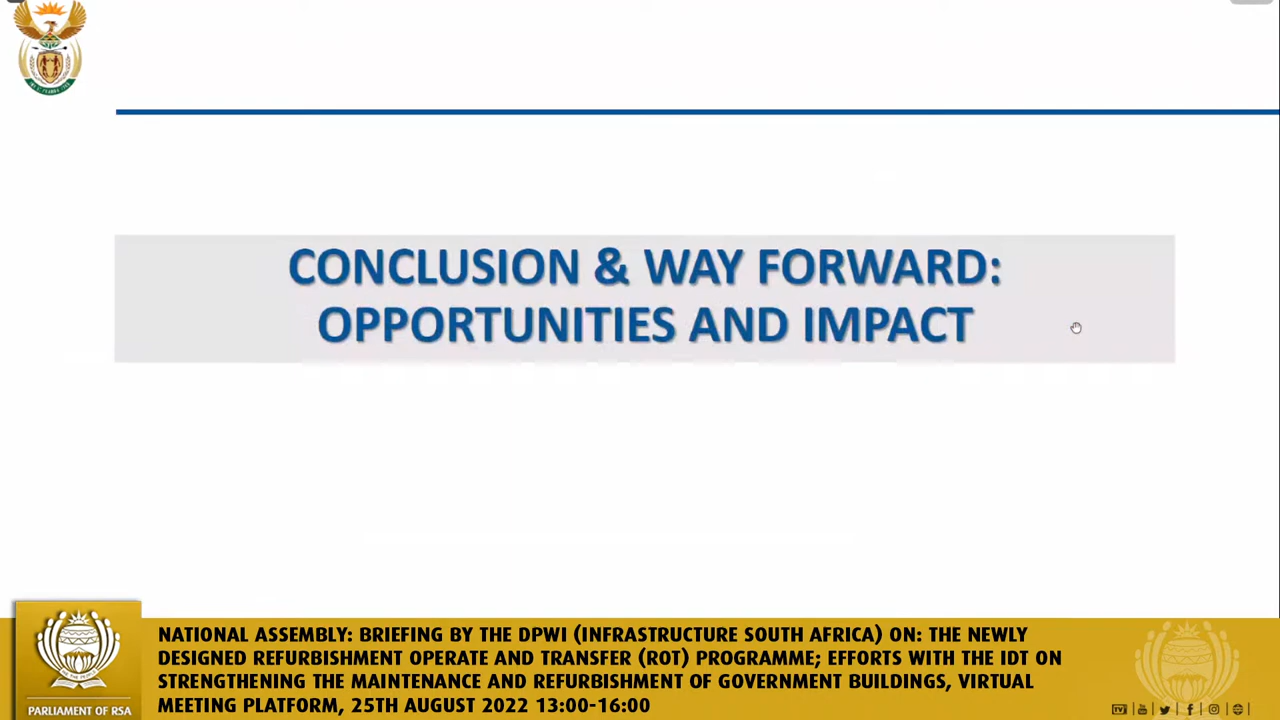 CONCLUSION & WAY FORWARD:
OPPORTUNITIES AND IMPACT
NATIONAL ASSEMBLY: BRIEFING BY THE DPWI (INFRASTRUCTURE SOUTH AFRICA) ON: THE NEWLY
DESIGNED REFURBISHMENT OPERATE AND TRANSFER (ROT) PROGRAMME; EFFORTS WITH THE IDT ON
STRENGTHENING THE MAINTENANCE AND REFURBISHMENT OF GOVERNMENT BUILDINGS, VIRTUAL
MEETING PLATFORM, 25TH AUGUST 2022 13:00-16:00
PARLIAMENT OF RSA